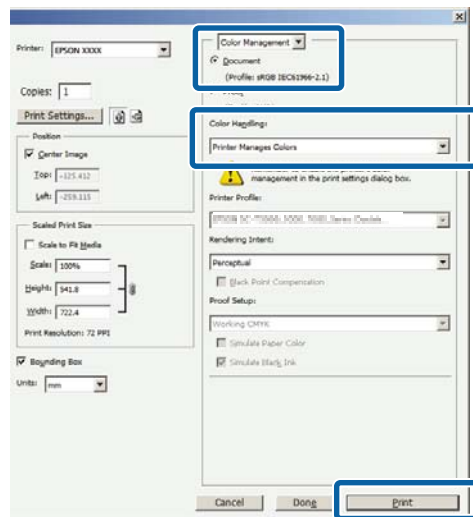 Printer:
EPSON XXXX
Copies:
1
Print Settings...
Position
Center Image
Top:
-125.412
Left:
-259.115
Scaled Print Size
Scale to Fit Media
Scale:
100%
Height:
541.8
Width:
722.4
Print Resolution: 72 PPI
Bounding Box
Units:
mm
Color Management
Document
(Profile: sRGB IEC61966-2.1)
Color Handling:
Printer Manages Colors
management in the print settings dialog box.
Printer Profile:
Rendering Intent:
Perceptual
Black Point Compensation
Proof Setup:
Working CMYK
Simulate Paper Color
Simulate Black Ink
Cancel
Done
Print